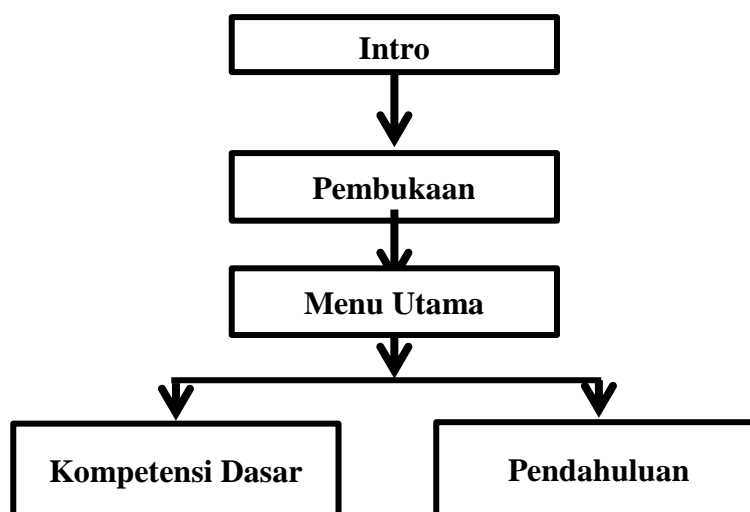 Intro
Pembukaan
Menu Utama
Kompetensi Dasar
Pendahuluan